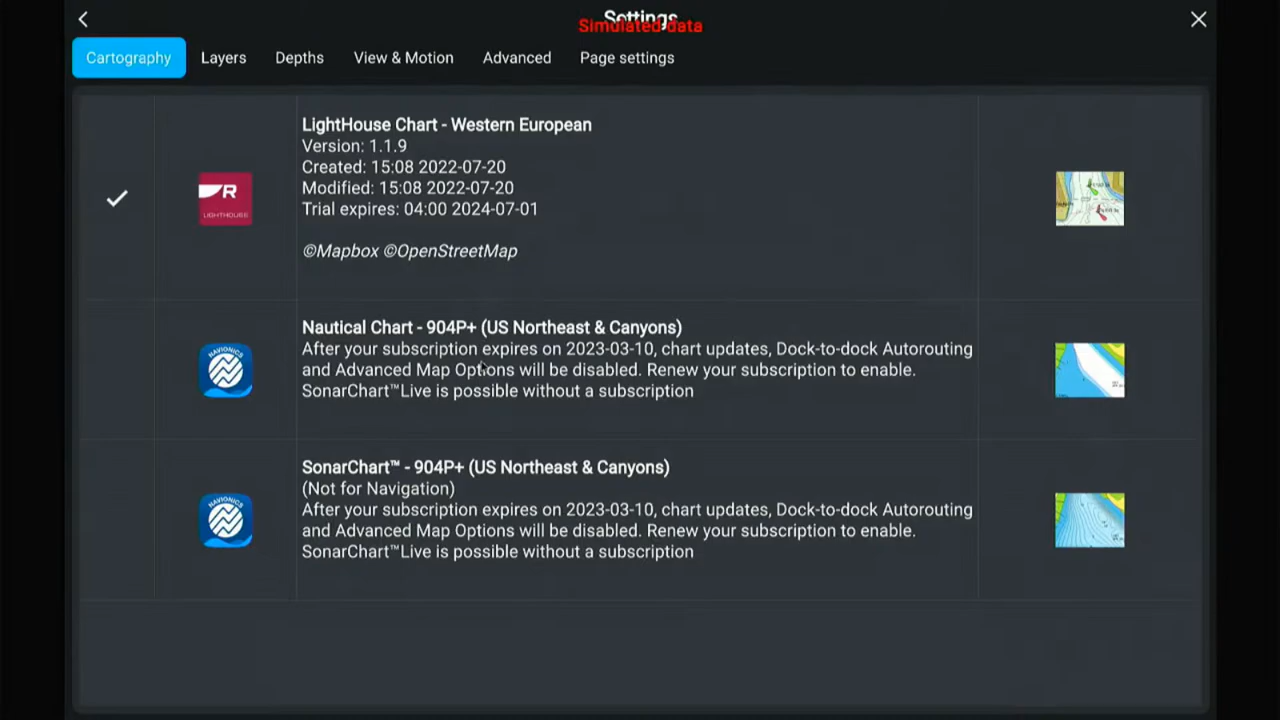 Settings
Simulated data
Cartography
Layers
Depths
View & Motion
Advanced
Page settings
R
LIGHTHOUSE
LightHouse Chart - Western European
Version: 1.1.9
Created: 15:08 2022-07-20
Modified: 15:08 2022-07-20
Trial expires: 04:00 2024-07-01
©Mapbox ©OpenStreetMap
NAVIONICS
Nautical Chart - 904P+ (US Northeast & Canyons)
After your subscription expires on 2023-03-10, chart updates, Dock-to-dock Autorouting
and Advanced Map Options will be disabled. Renew your subscription to enable.
SonarChart™Live is possible without a subscription
NAVIONICS
SonarChart™ - 904P+ (US Northeast & Canyons)
(Not for Navigation)
After your subscription expires on 2023-03-10, chart updates, Dock-to-dock Autorouting
and Advanced Map Options will be disabled. Renew your subscription to enable.
SonarChart™Live is possible without a subscription